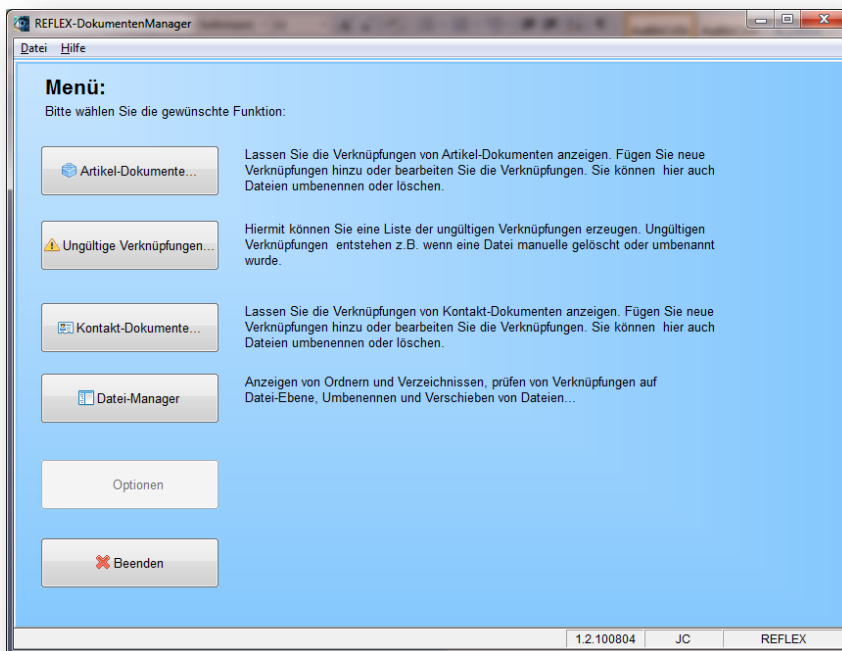 REFLEX-DokumentenManager
Datei Hilfe
Menü:
Bitte wählen Sie die gewünschte Funktion:
Artikel-Dokumente...
Lassen Sie die Verknüpfungen von Artikel-Dokumenten anzeigen. Fügen Sie neue
Verknüpfungen hinzu oder bearbeiten Sie die Verknüpfungen. Sie können hier auch
Dateien umbenennen oder löschen.
Ungültige Verknüpfungen...
Hiermit können Sie eine Liste der ungültigen Verknüpfungen erzeugen. Ungültigen
Verknüpfungen entstehen z.B. wenn eine Datei manuelle gelöscht oder umbenannt
wurde.
Kontakt-Dokumente...
Lassen Sie die Verknüpfungen von Kontakt-Dokumenten anzeigen. Fügen Sie neue
Verknüpfungen hinzu oder bearbeiten Sie die Verknüpfungen. Sie können hier auch
Dateien umbenennen oder löschen.
Datei-Manager
Anzeigen von Ordnern und Verzeichnissen, prüfen von Verknüpfungen auf
Datei-Ebene, Umbenennen und Verschieben von Dateien...
Optionen
Beenden
1.2.100804 JC REFLEX